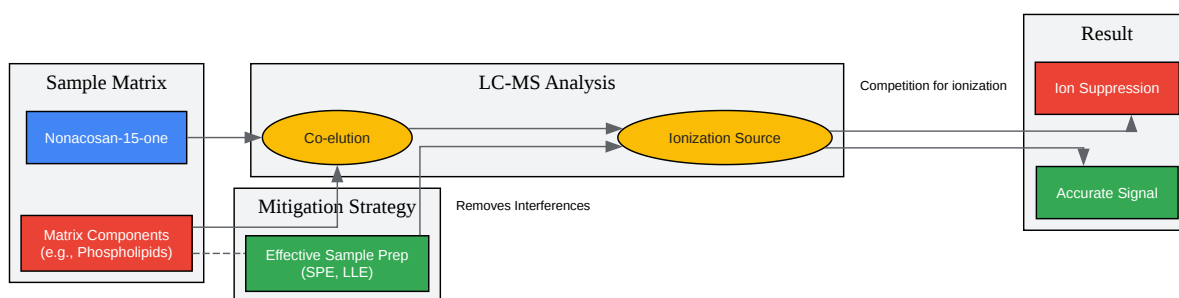 Result
Sample Matrix
LC-MS Analysis
Competition for ionization
Ion Suppression
Nonacosan-15-one
Co-elution
Ionization Source
Accurate Signal
Mitigation Strategy
Removes Interferences
Matrix Components
(e.g., Phospholipids)
Effective Sample Prep
(SPE, LLE)